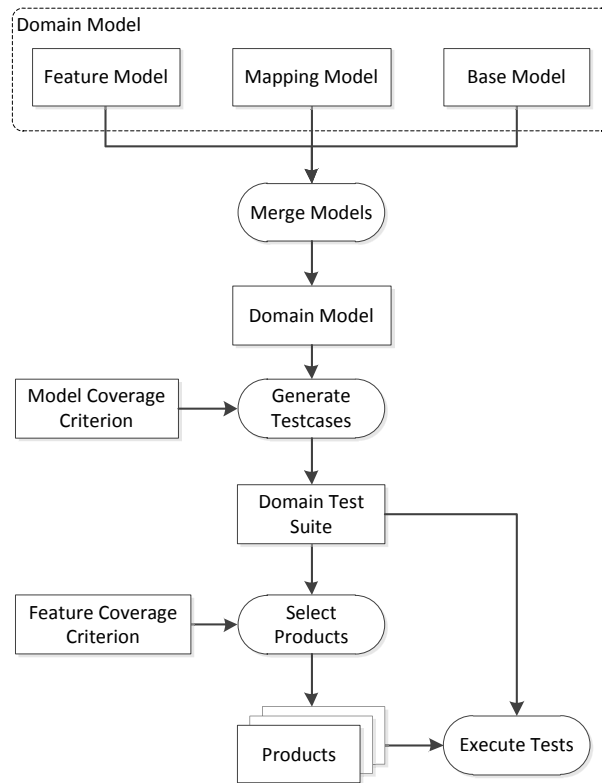 Domain Model
Feature Model
Mapping Model
Base Model
Merge Models
Domain Model
Model Coverage
Criterion
Generate
Testcases
Domain Test
Suite
Feature Coverage
Criterion
Select
Products
Products
Execute Tests